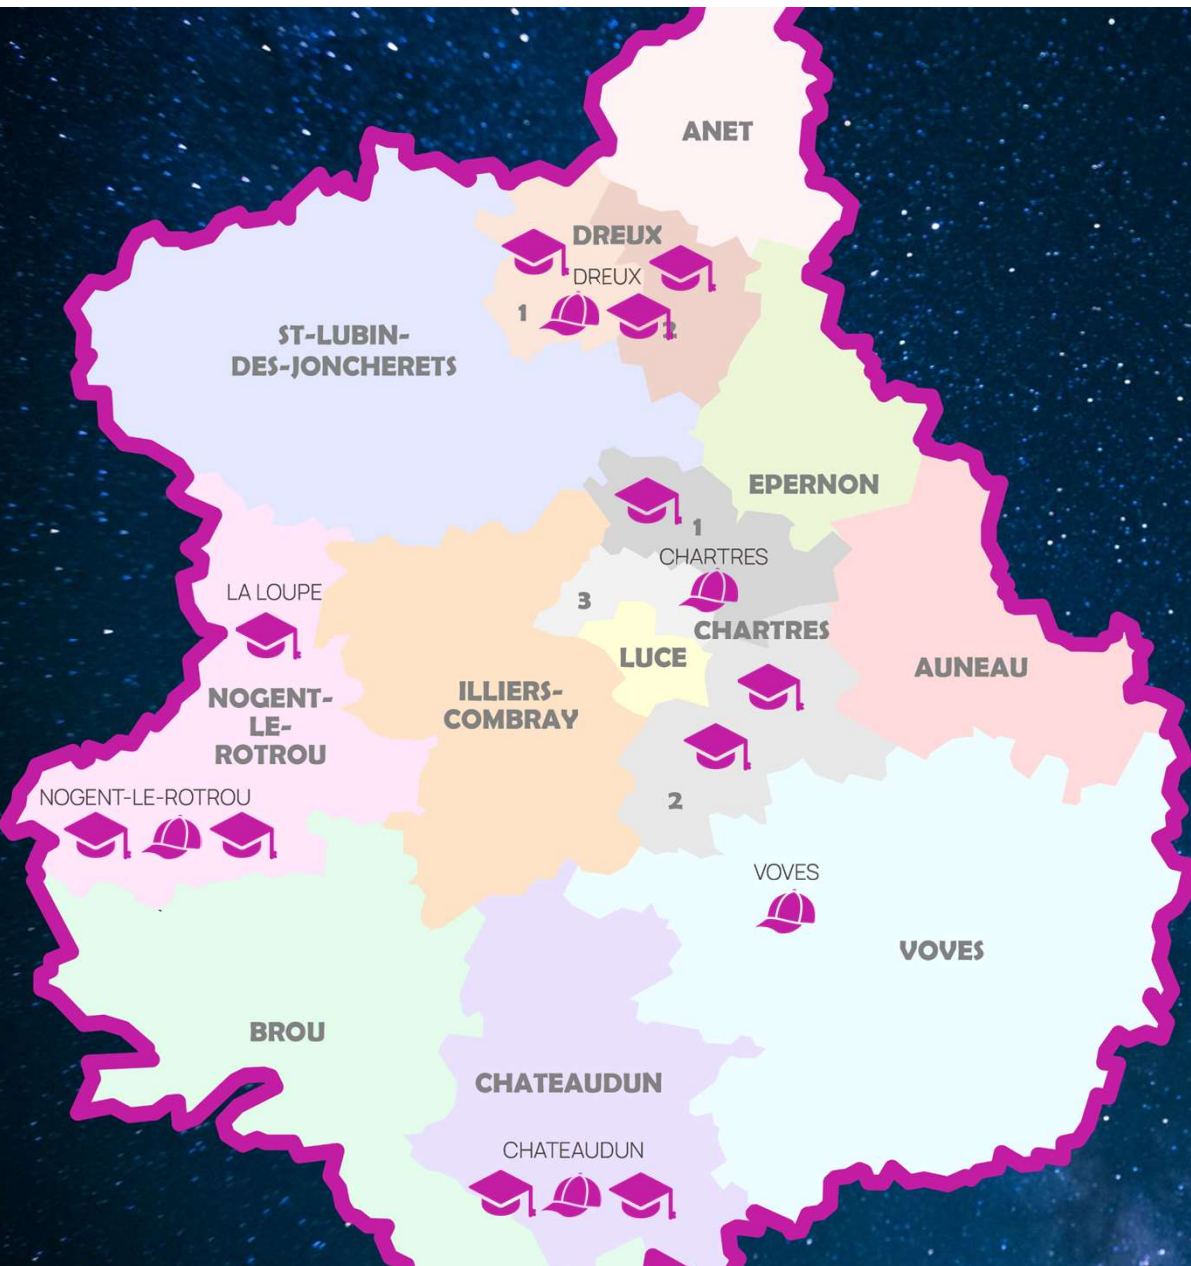 ANET
DREUX
DREUX
1
2
ST-LUBIN-
DES-JONCHERETS
EPERNON
1
CHARTRES
LA LOUPE
3
CHARTRES
LUCE
AUNEAU
NOGENT-
LE-
ROTROU
ILLIERS-
COMBRAY
NOGENT-LE-ROTROU
2
VOVES
VOVES
BROU
CHATEAUDUN
CHATEAUDUN